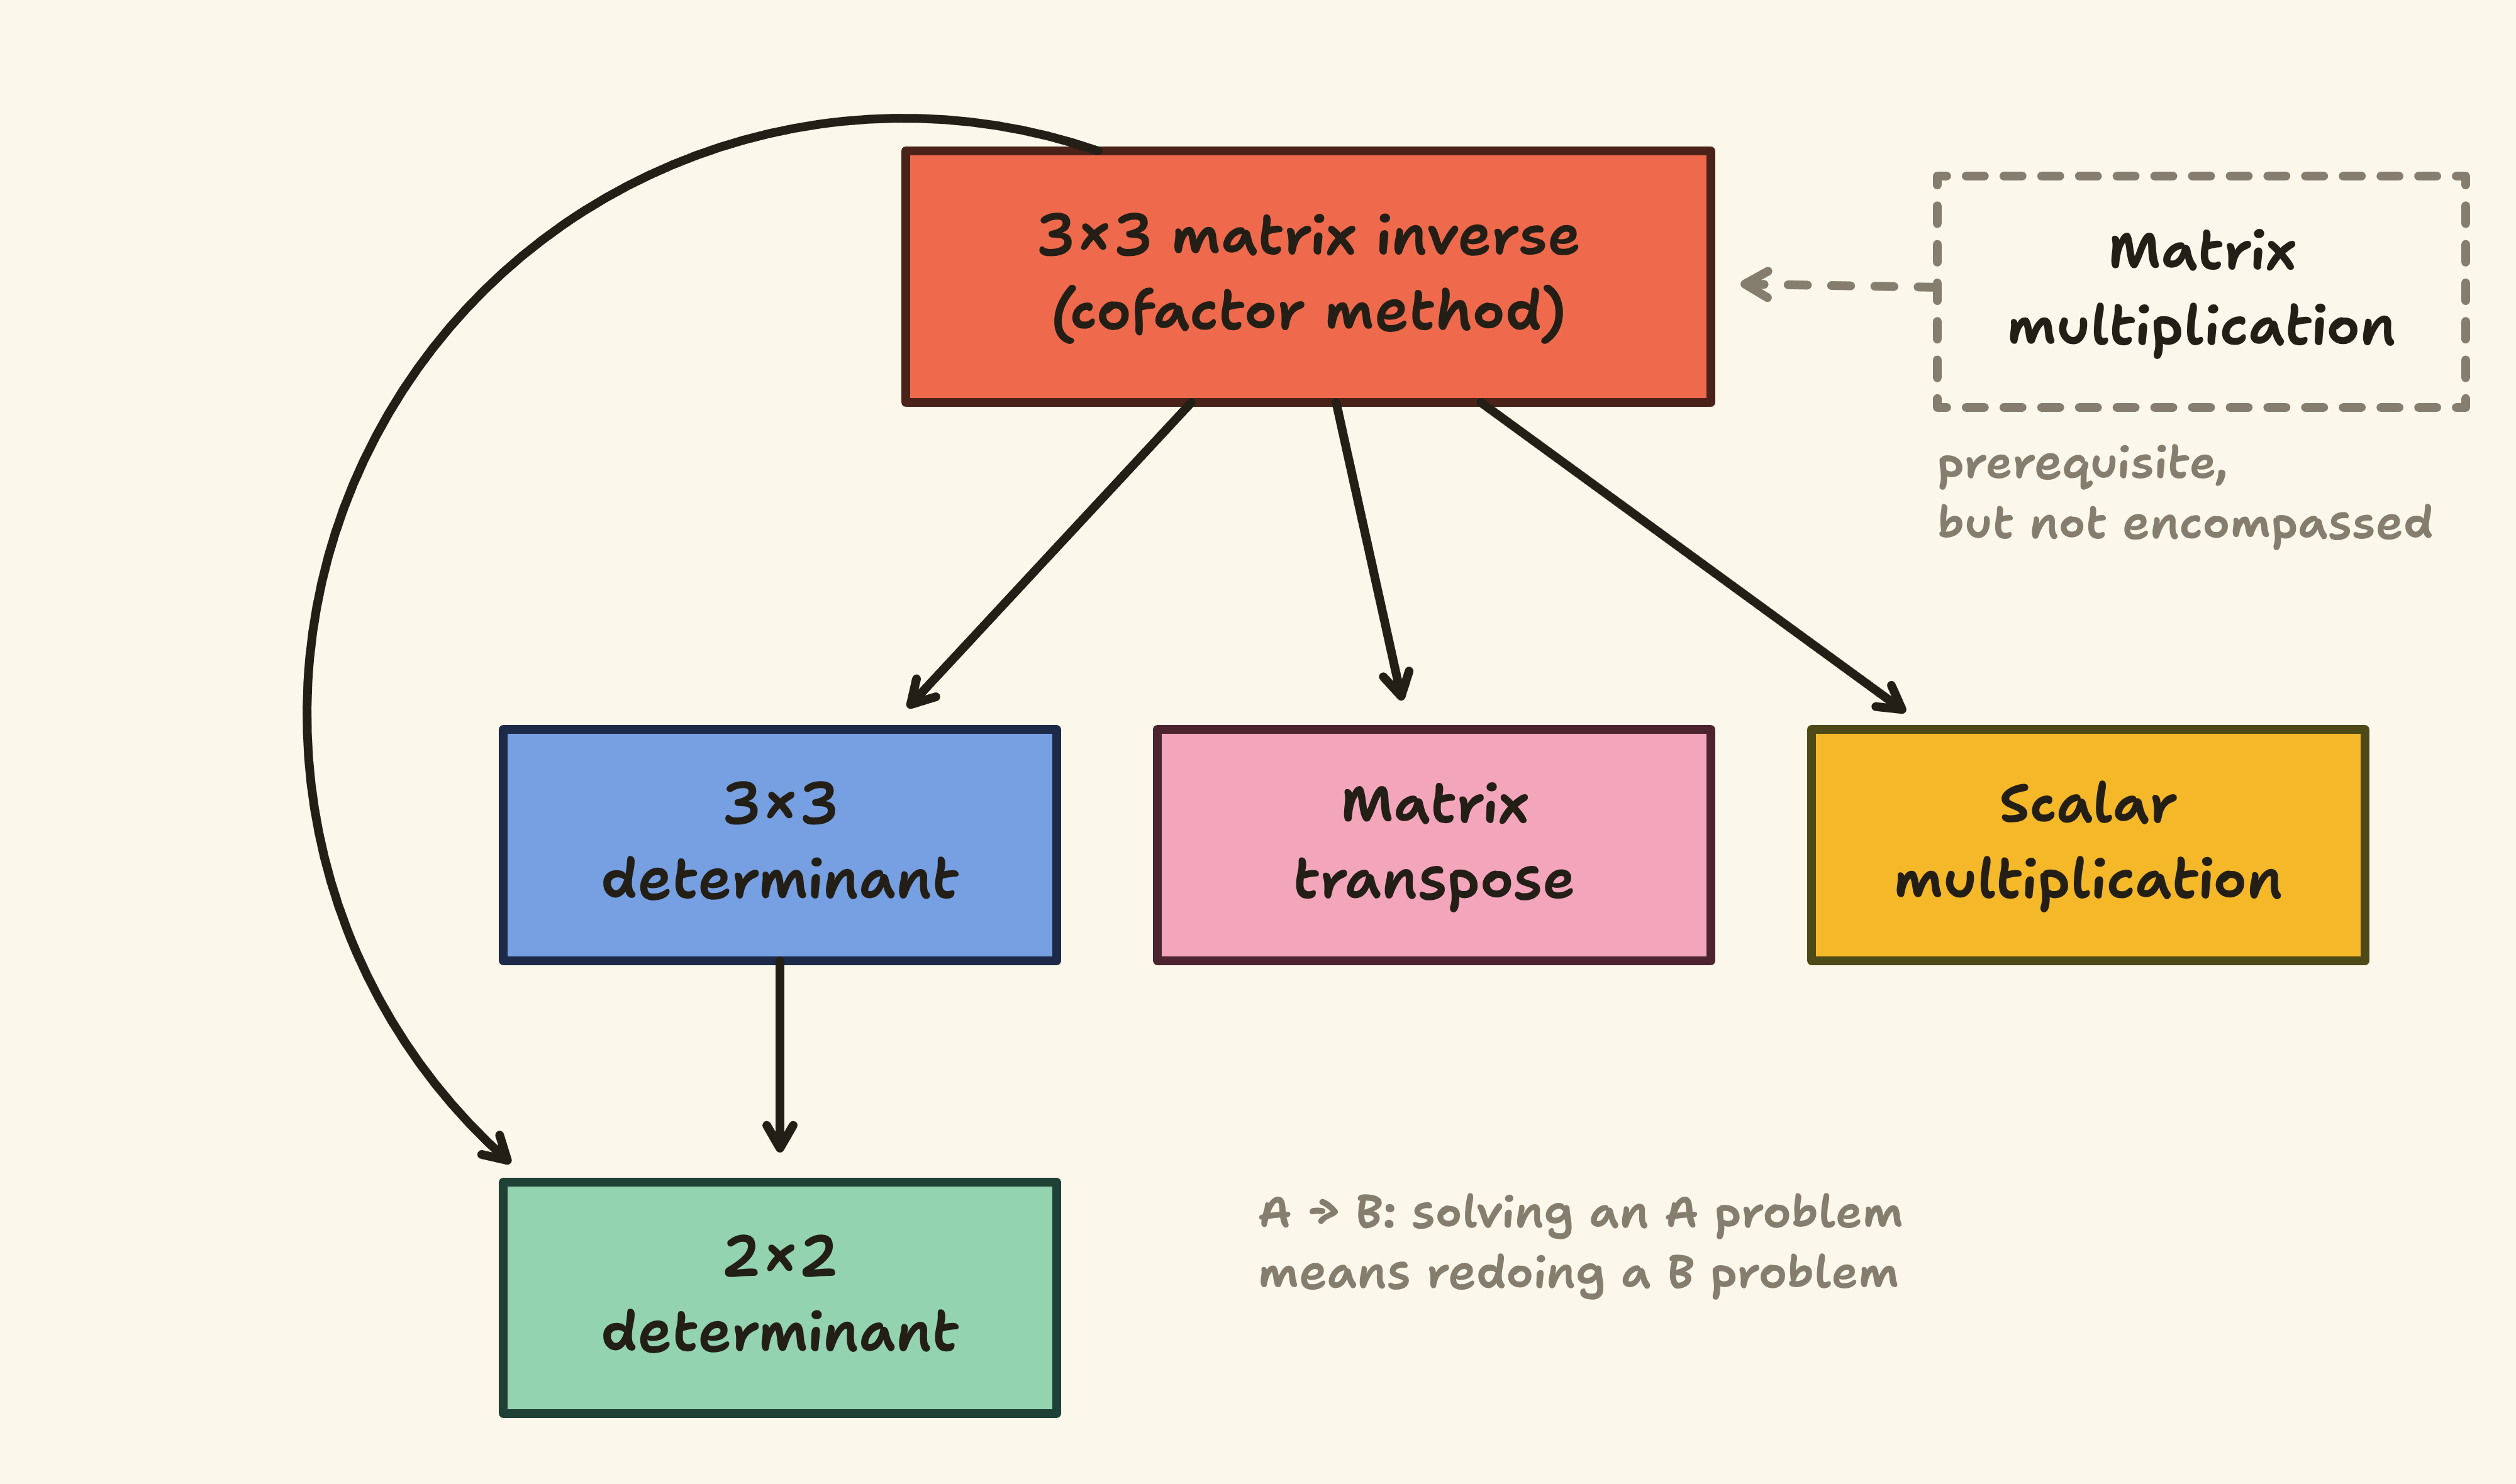 3×3 matrix inverse
(cofactor method)
Matrix
multiplication
prerequisite,
but not encompassed
3×3
determinant
Matrix
transpose
Scalar
multiplication
2×2
determinant
A → B: solving an A problem
means redoing a B problem